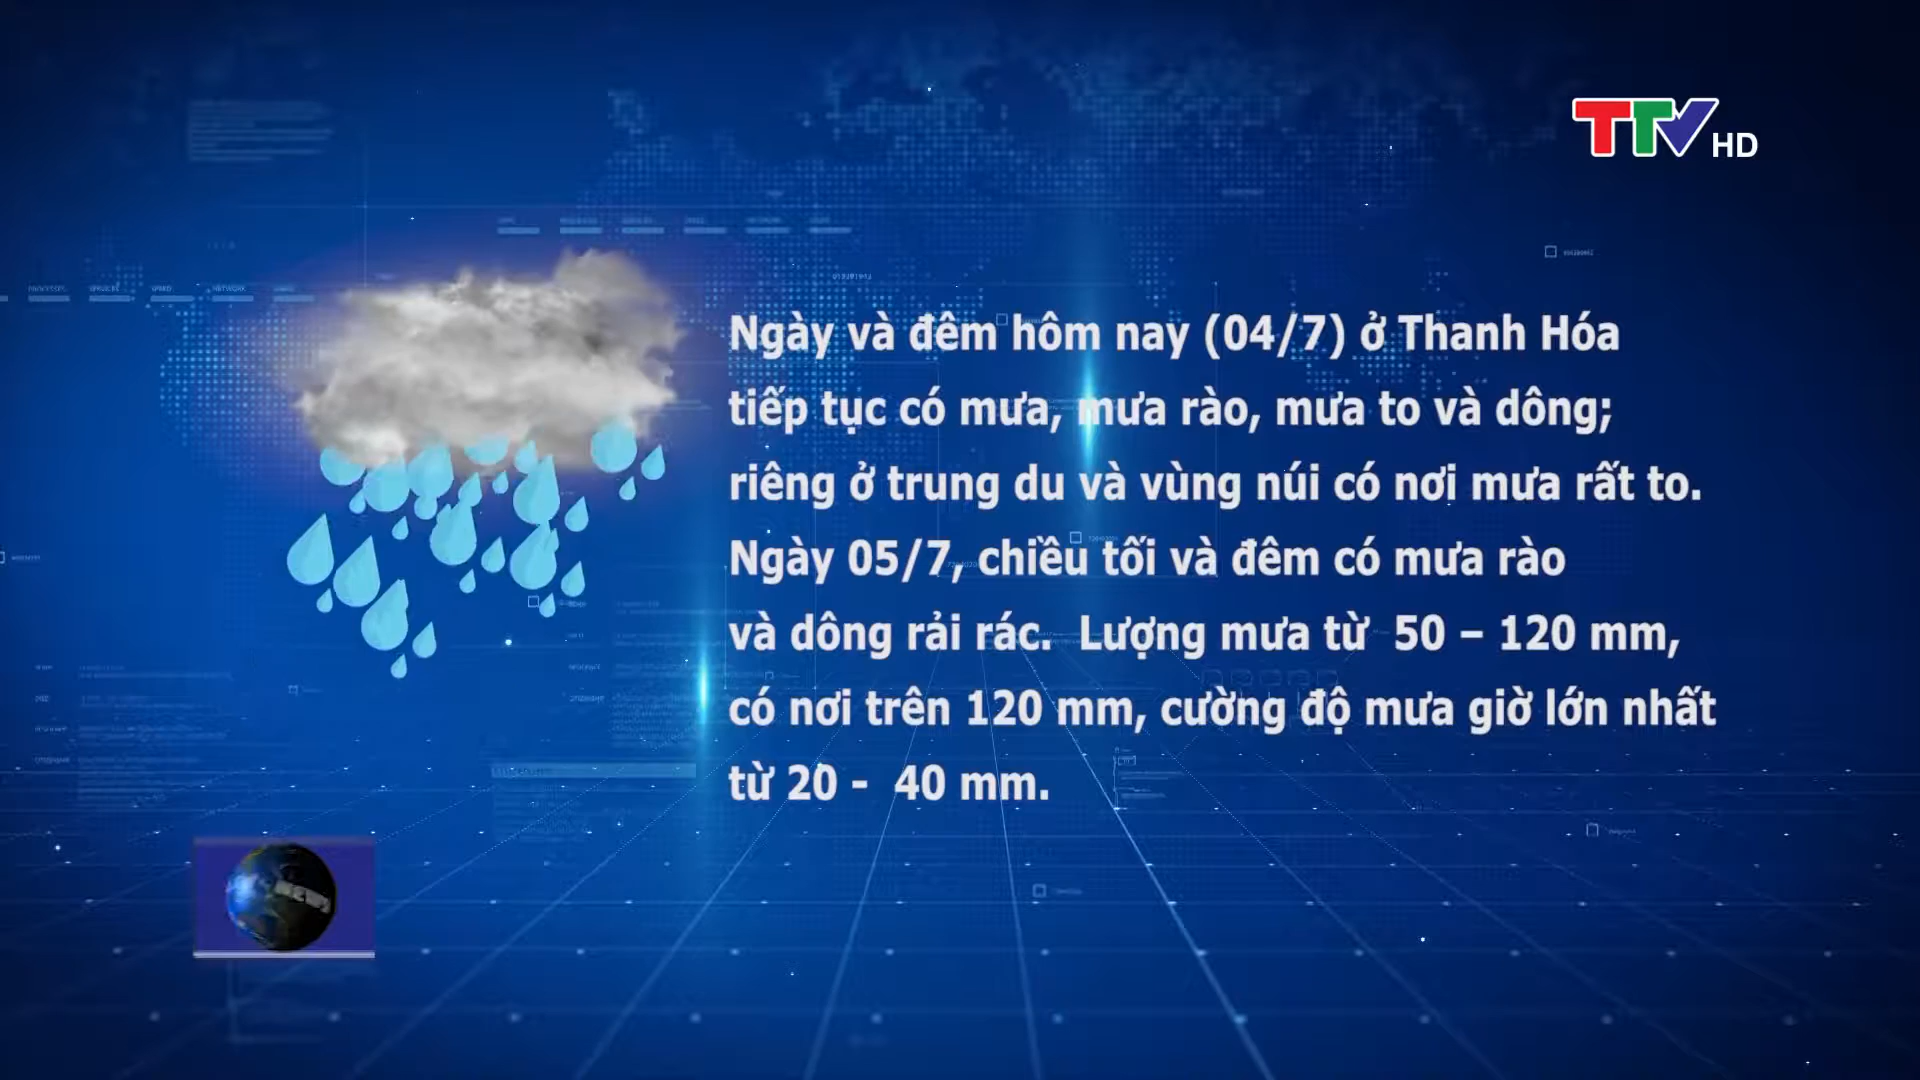 TTV HD
Ngày và đêm hôm nay (04/7) ở Thanh Hóa
tiếp tục có mưa, mưa rào, mưa to và dông;
riêng ở trung du và vùng núi có nơi mưa rất to.
Ngày 05/7, chiều tối và đêm có mưa rào
và dông rải rác.  Lượng mưa từ  50 – 120 mm,
có nơi trên 120 mm, cường độ mưa giờ lớn nhất
từ 20 -  40 mm.